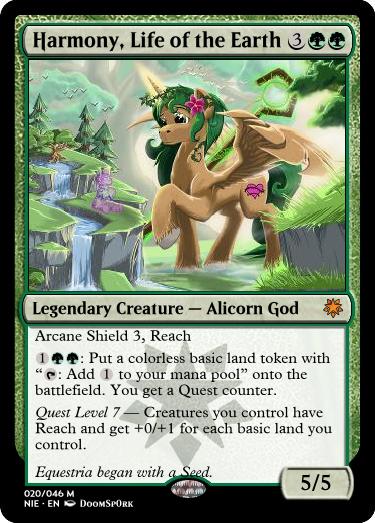 Harmony, Life of the Earth 3
Legendary Creature — Alicorn God
Arcane Shield 3, Reach
1 : Put a colorless basic land token with
“ : Add 1 to your mana pool” onto the
battlefield. You get a Quest counter.
Quest Level 7 — Creatures you control have
Reach and get +0/+1 for each basic land you
control.
Equestria began with a Seed.
5/5
020/046 M
NIE • EN DoomSp0rk